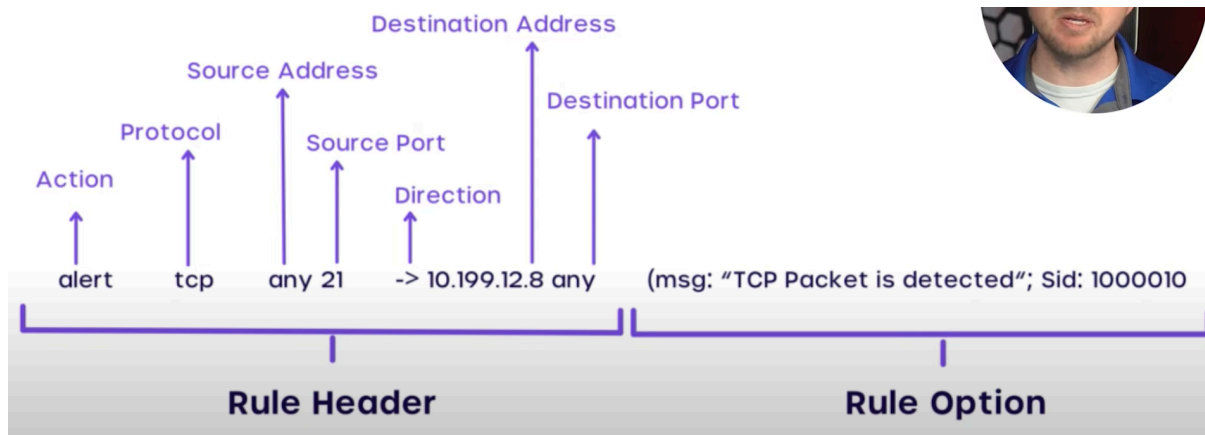 Destination Address
Source Address
Destination Port
Protocol
Source Port
Action
Direction
alert tcp any 21 -> 10.199.12.8 any (msg: “TCP Packet is detected“; Sid: 1000010
Rule Header Rule Option